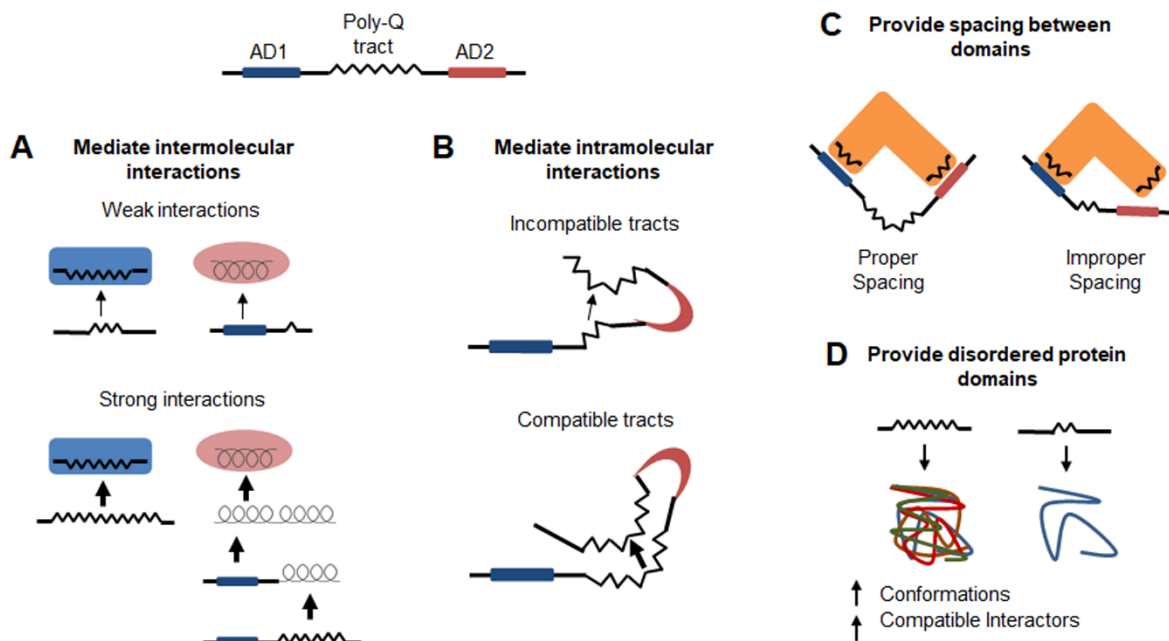 Poly-Q
tract
AD1
AD2
A
Mediate intermolecular
interactions
Weak interactions
Strong interactions
B
Mediate intramolecular
interactions
Incompatible tracts
Compatible tracts
C
Provide spacing between
domains
Proper
Spacing
Improper
Spacing
D
Provide disordered protein
domains
Conformations
Compatible Interactors